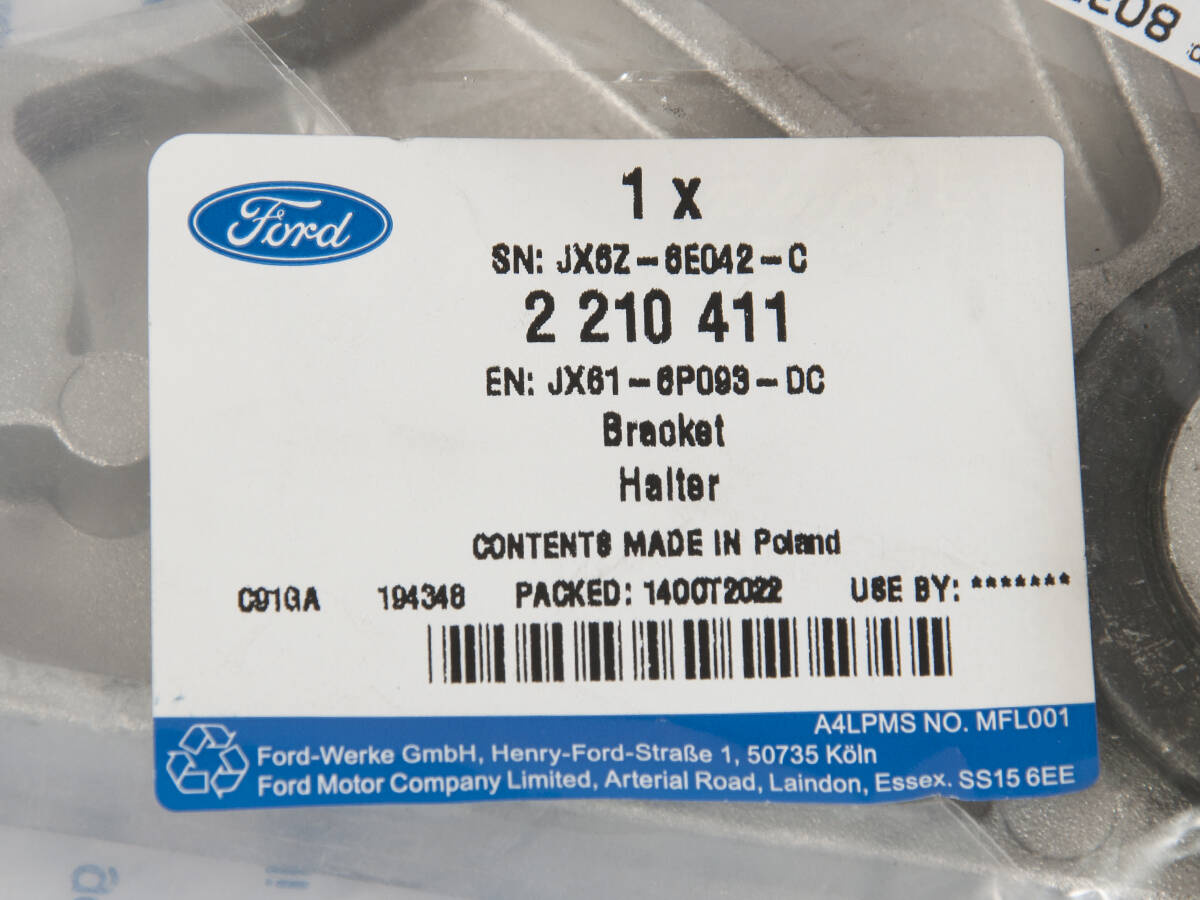 Ford
1 x
SN: JX6Z-6E042-C
2 210 411
EN: JX61-6P093-DC
Bracket
Halter
CONTENTS MADE IN Poland
C91GA 194348 PACKED: 14OCT2022 USE BY: *******
A4LPMS NO. MFL001
Ford-Werke GmbH, Henry-Ford-Straße 1, 50735 Köln
Ford Motor Company Limited, Arterial Road, Laindon, Essex. SS15 6EE